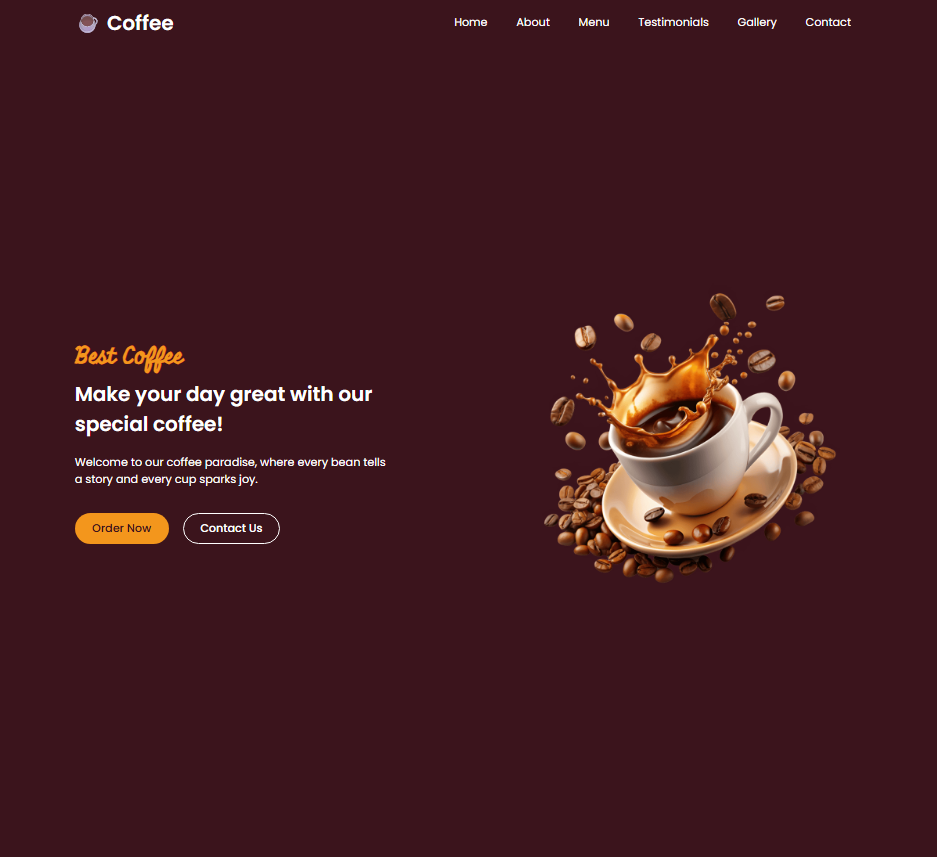 Coffee
Home About Menu Testimonials Gallery Contact
Best Coffee
Make your day great with our
special coffee!
Welcome to our coffee paradise, where every bean tells
a story and every cup sparks joy.
Order Now Contact Us